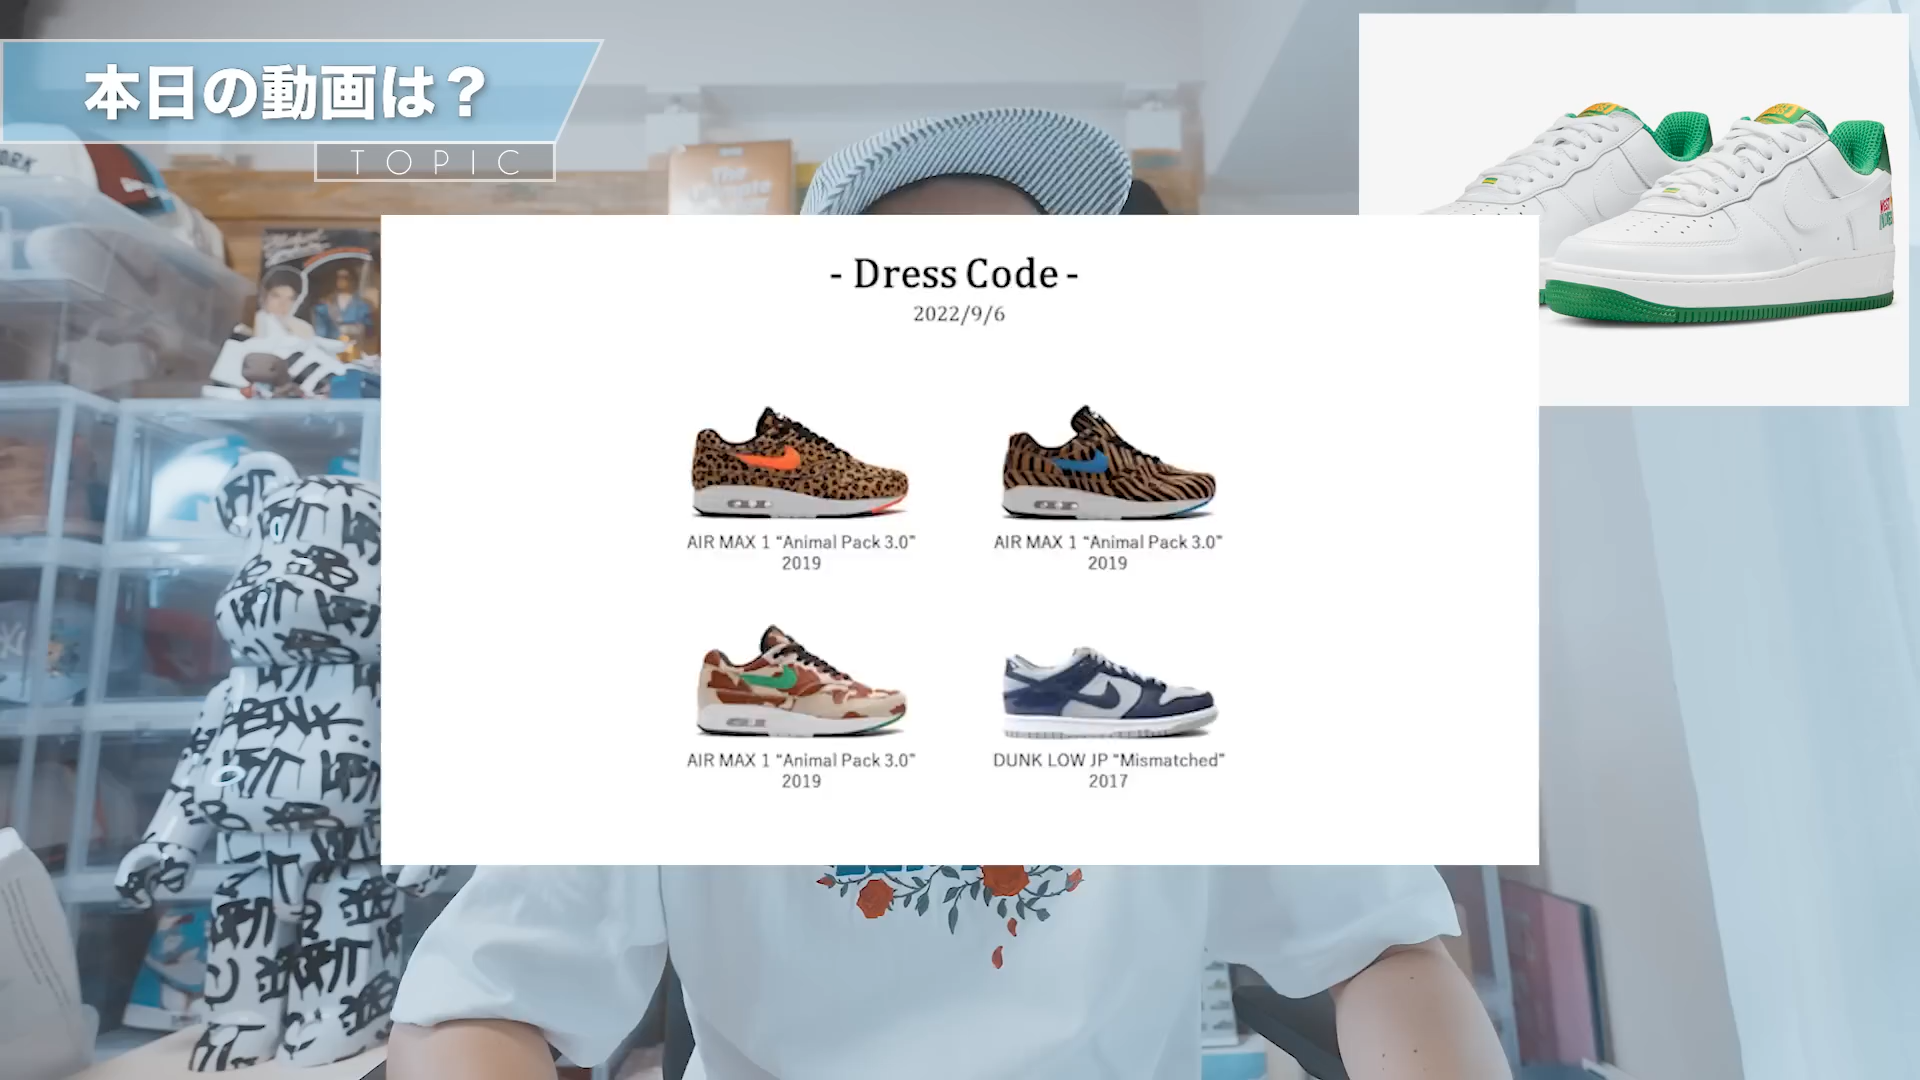 本日の動画は？
TOPIC
- Dress Code -
2022/9/6
AIR MAX 1 “Animal Pack 3.0”
2019
AIR MAX 1 “Animal Pack 3.0”
2019
AIR MAX 1 “Animal Pack 3.0”
2019
DUNK LOW JP “Mismatched”
2017